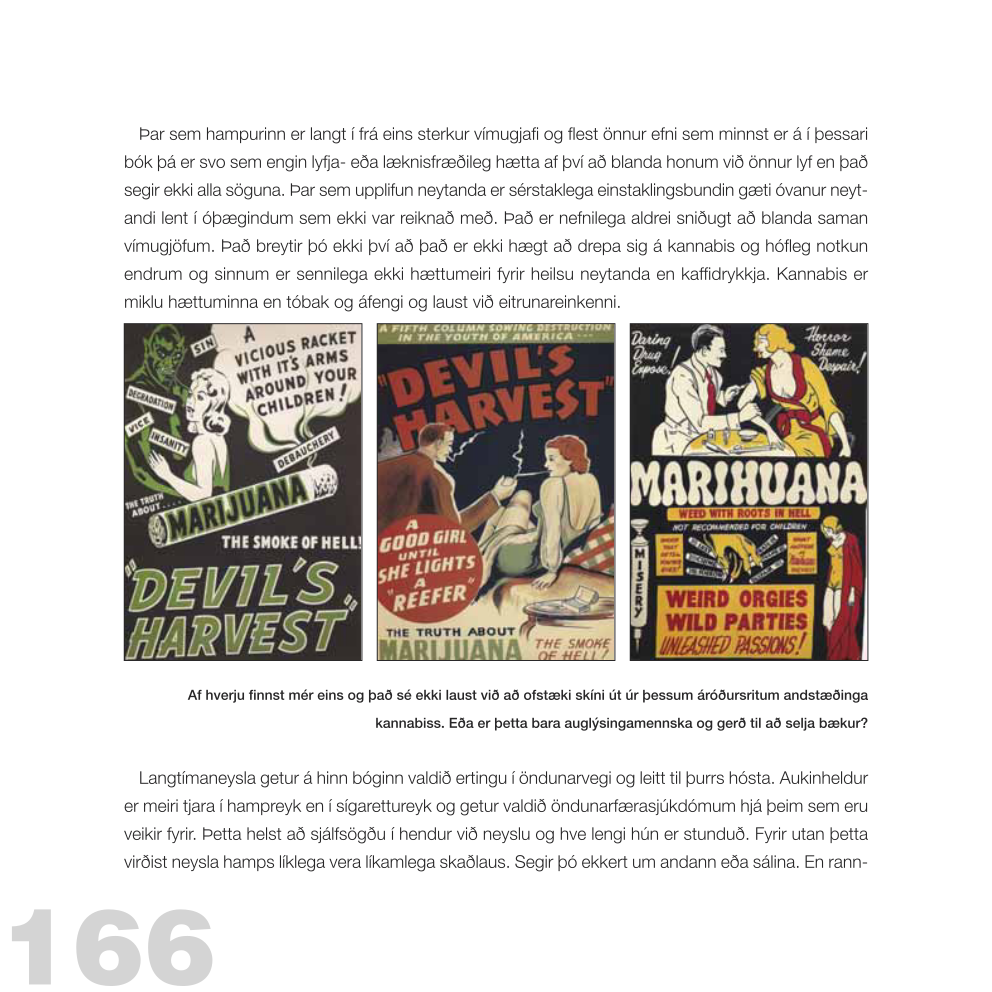 Þar sem hampurinn er langt í frá eins sterkur vímugjafi og flest önnur efni sem minnst er á í þessari
bók þá er svo sem engin lyfja- eða læknisfræðileg hætta af því að blanda honum við önnur lyf en það
segir ekki alla söguna. Þar sem upplifun neytanda er sérstaklega einstaklingsbundin gæti óvanur neyt-
andi lent í óþægindum sem ekki var reiknað með. Það er nefnilega aldrei sniðugt að blanda saman
vímugjöfum. Það breytir þó ekki því að það er ekki hægt að drepa sig á kannabis og hófleg notkun
endrum og sinnum er sennilega ekki hættumeiri fyrir heilsu neytanda en kaffidrykkja. Kannabis er
miklu hættuminna en tóbak og áfengi og laust við eitrunareinkenni.
SIN
A
VICIOUS RACKET
WITH IT'S ARMS
AROUND YOUR
CHILDREN!
DEGRADATION
VICE
INSANITY
DEBAUCHERY
THE TRUTH
ABOUT....
MARIJUANA
THE SMOKE OF HELL!
"DEVIL'S
HARVEST"
A FIFTH COLUMN SOWING DESTRUCTION
IN THE YOUTH OF AMERICA...
"DEVIL'S
HARVEST"
A
GOOD GIRL
UNTIL
SHE LIGHTS
A
"REEFER"
THE TRUTH ABOUT
MARIJUANA
THE SMOKE
OF HELL!
Daring
Drug
Expose!
Horror
Shame
Despair!
MARIHUANA
WEED WITH ROOTS IN HELL
NOT RECOMMENDED FOR CHILDREN
MISERY
WEIRD ORGIES
WILD PARTIES
UNLEASHED PASSIONS!
Af hverju finnst mér eins og það sé ekki laust við að ofstæki skíni út úr þessum áróðursritum andstæðinga
kannabiss. Eða er þetta bara auglýsingamennska og gerð til að selja bækur?
Langtímaneysla getur á hinn bóginn valdið ertingu í öndunarvegi og leitt til þurrs hósta. Aukinheldur
er meiri tjara í hampreyk en í sígarettureyk og getur valdið öndunarfærasjúkdómum hjá þeim sem eru
veikir fyrir. Þetta helst að sjálfsögðu í hendur við neyslu og hve lengi hún er stunduð. Fyrir utan þetta
virðist neysla hamps líklega vera líkamlega skaðlaus. Segir þó ekkert um andann eða sálina. En rann-
166